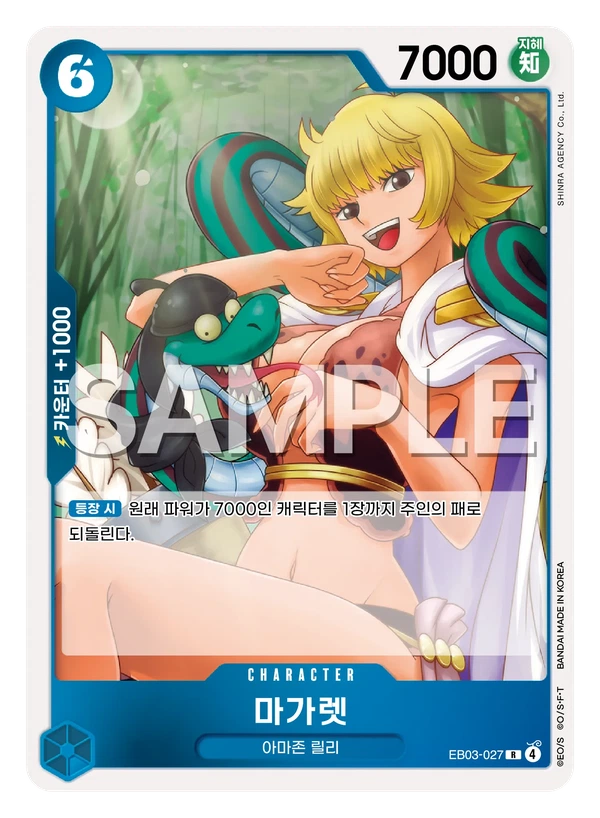 6
7000
지혜
知
SHINRA AGENCY Co., Ltd.
카운터 +1000
SAMPLE
등장 시 원래 파워가 7000인 캐릭터를 1장까지 주인의 패로
되돌린다.
CHARACTER
마가렛
아마존 릴리
EB03-027 R 4
©EO/S ©O/S·F·T BANDAI MADE IN KOREA